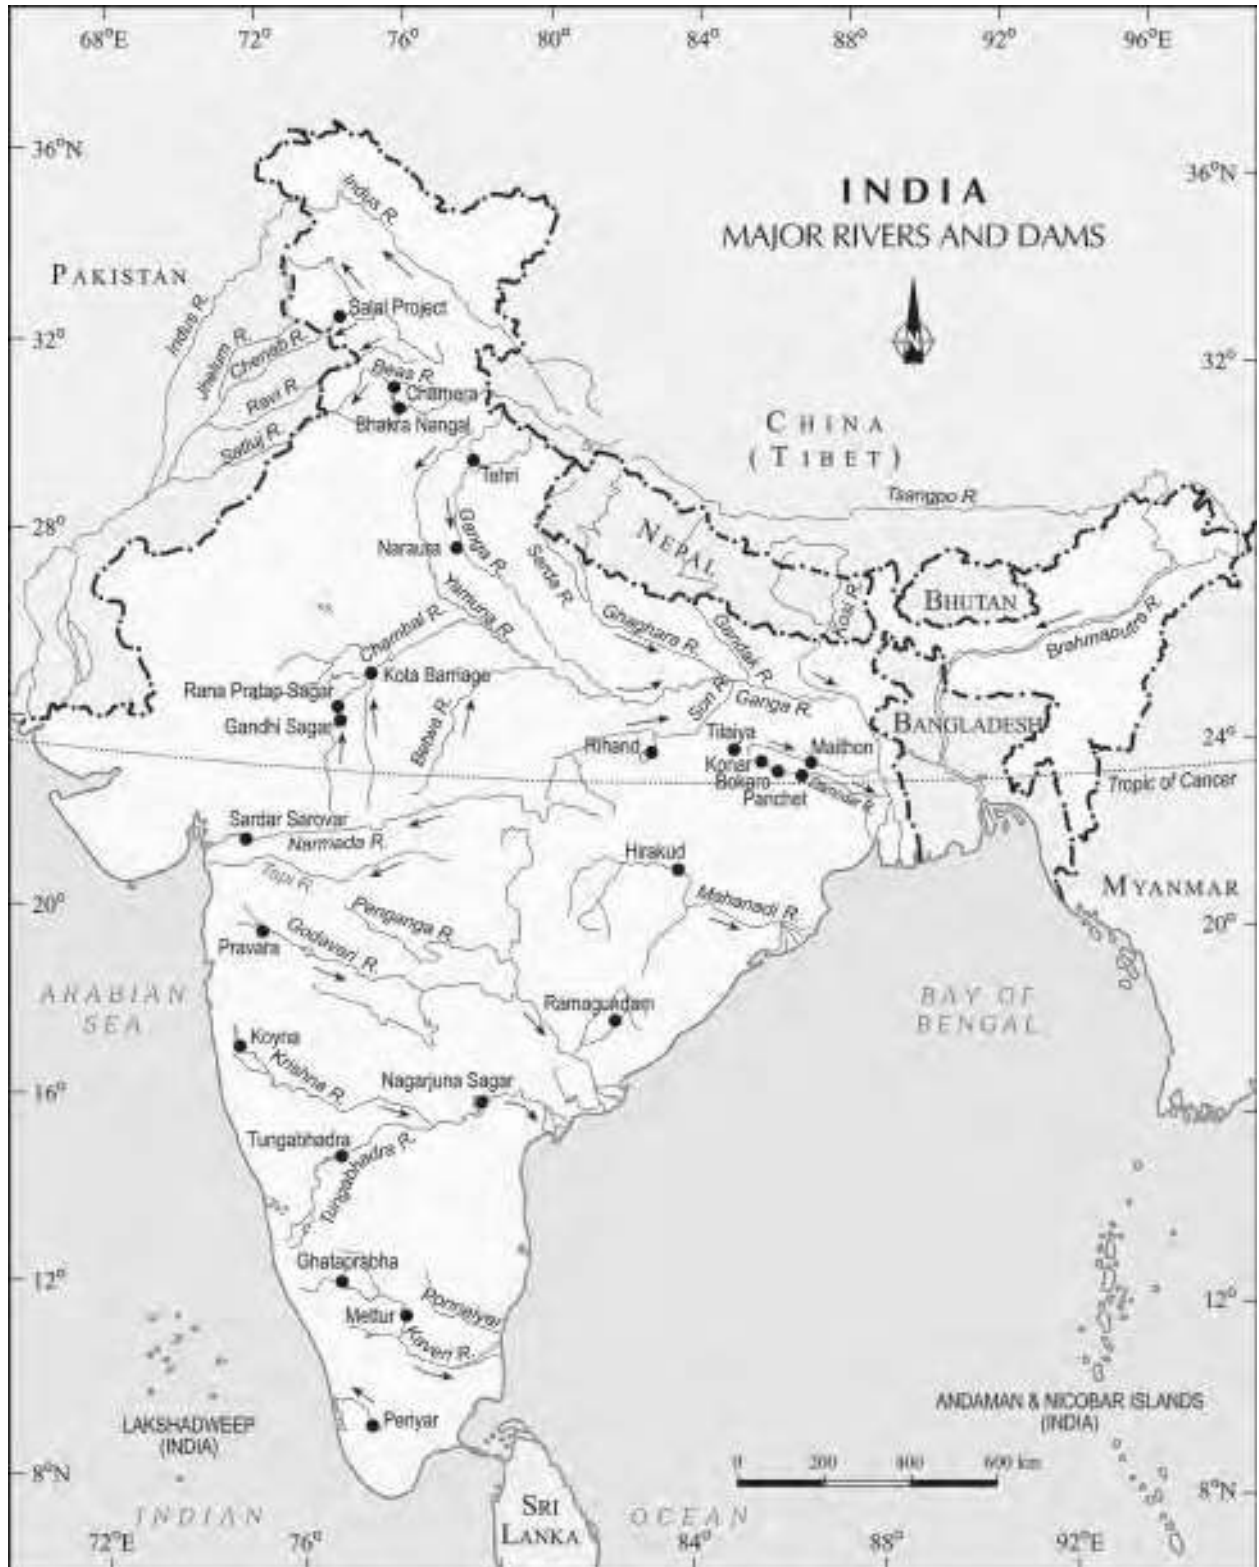 68°E 72° 76° 80° 84° 88° 92° 96°E
36°N
36°N
INDIA
MAJOR RIVERS AND DAMS
N
Indus R.
PAKISTAN
Salal Project
Indus R.
Jhelum R.
Chenab R.
32°
32°
Beas R.
Chamera
Ravi R.
Bhakra Nangal
Satluj R.
CHINA
(TIBET)
Tehri
Tsangpo R.
28°
28°
Naraura
Ganga R.
Sarda R.
NEPAL
Kosi R.
BHUTAN
Yamuna R.
Chambal R.
Ghaghara R.
Gandak R.
Brahmaputra R.
Kota Barriage
Rana Pratap Sagar
Gandhi Sagar
Betwa R.
Son R.
Ganga R.
BANGLADESH
24°
Rihand
Tilaiya
Maithon
Konar
Bokaro
Panchet
Damodar R.
Tropic of Cancer
Sardar Sarovar
Narmada R.
Tapi R.
Hirakud
Mahanadi R.
MYANMAR
20°
20°
Penganga R.
Godavari R.
Pravara
ARABIAN
SEA
Ramagundam
BAY OF
BENGAL
Koyna
Krishna R.
Nagarjuna Sagar
16°
16°
Tungabhadra
Tungabhadra R.
Ghataprabha
12°
12°
Mettur
Ponnaiyar
Kaveri R.
Periyar
LAKSHADWEEP
(INDIA)
ANDAMAN & NICOBAR ISLANDS
(INDIA)
0 200 400 600 km
8°N
8°N
INDIAN OCEAN
SRI
LANKA
72°E 76° 84° 88° 92°E